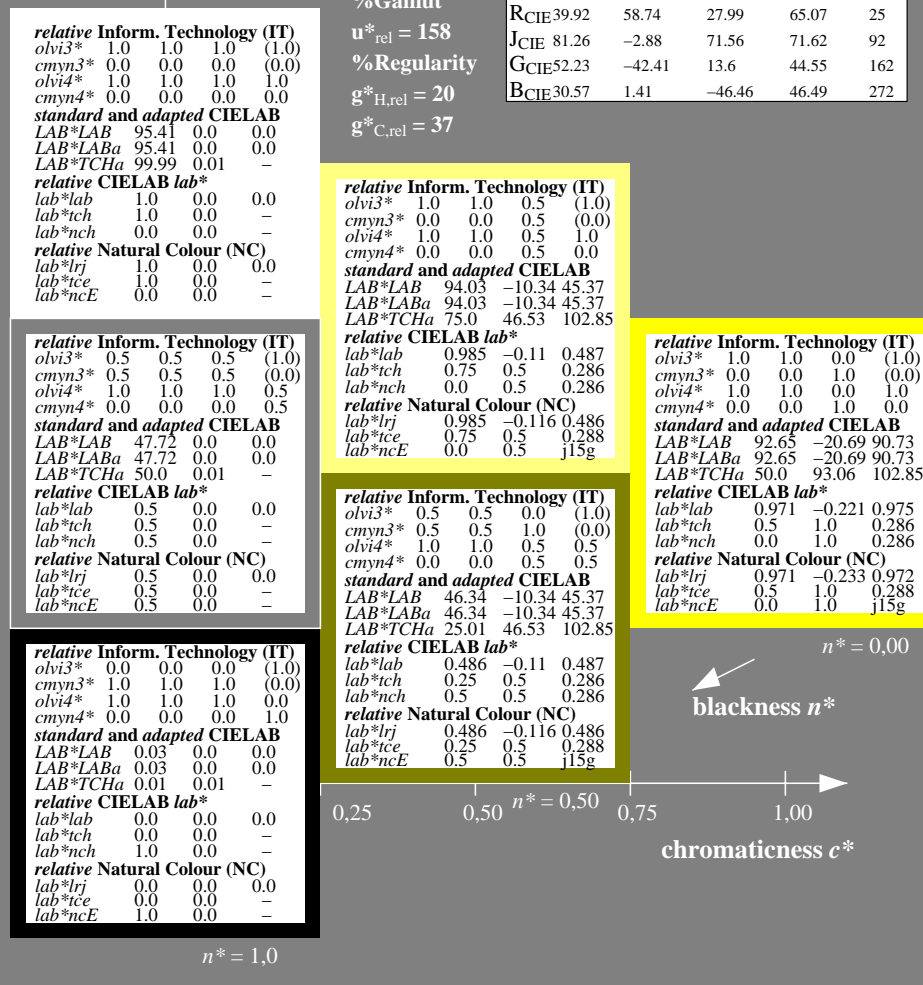 %Gamut
u*rel = 158
%Regularity
g*H,rel = 20
g*C,rel = 37
RCIE 39.92 58.74 27.99 65.07 25
JCIE 81.26 −2.88 71.56 71.62 92
GCIE 52.23 −42.41 13.6 44.55 162
BCIE 30.57 1.41 −46.46 46.49 272
relative Inform. Technology (IT)
olvi3* 1.0 1.0 1.0 (1.0)
cmyn3* 0.0 0.0 0.0 (0.0)
olvi4* 1.0 1.0 1.0 1.0
cmyn4* 0.0 0.0 0.0 0.0
standard and adapted CIELAB
LAB*LAB 95.41 0.0 0.0
LAB*LABa 95.41 0.0 0.0
LAB*TCHa 99.99 0.01 –
relative CIELAB lab*
lab*lab 1.0 0.0 0.0
lab*tch 1.0 0.0 –
lab*nch 0.0 0.0 –
relative Natural Colour (NC)
lab*lrj 1.0 0.0 0.0
lab*tce 1.0 0.0 –
lab*ncE 0.0 0.0 –
relative Inform. Technology (IT)
olvi3* 1.0 1.0 0.5 (1.0)
cmyn3* 0.0 0.0 0.5 (0.0)
olvi4* 1.0 1.0 0.5 1.0
cmyn4* 0.0 0.0 0.5 0.0
standard and adapted CIELAB
LAB*LAB 94.03 −10.34 45.37
LAB*LABa 94.03 −10.34 45.37
LAB*TCHa 75.0 46.53 102.85
relative CIELAB lab*
lab*lab 0.985 −0.11 0.487
lab*tch 0.75 0.5 0.286
lab*nch 0.0 0.5 0.286
relative Natural Colour (NC)
lab*lrj 0.985 −0.116 0.486
lab*tce 0.75 0.5 0.288
lab*ncE 0.0 0.5 j15g
relative Inform. Technology (IT)
olvi3* 0.5 0.5 0.5 (1.0)
cmyn3* 0.5 0.5 0.5 (0.0)
olvi4* 1.0 1.0 1.0 0.5
cmyn4* 0.0 0.0 0.0 0.5
standard and adapted CIELAB
LAB*LAB 47.72 0.0 0.0
LAB*LABa 47.72 0.0 0.0
LAB*TCHa 50.0 0.01 –
relative CIELAB lab*
lab*lab 0.5 0.0 0.0
lab*tch 0.5 0.0 –
lab*nch 0.5 0.0 –
relative Natural Colour (NC)
lab*lrj 0.5 0.0 0.0
lab*tce 0.5 0.0 –
lab*ncE 0.5 0.0 –
relative Inform. Technology (IT)
olvi3* 1.0 1.0 0.0 (1.0)
cmyn3* 0.0 0.0 1.0 (0.0)
olvi4* 1.0 1.0 0.0 1.0
cmyn4* 0.0 0.0 1.0 0.0
standard and adapted CIELAB
LAB*LAB 92.65 −20.69 90.73
LAB*LABa 92.65 −20.69 90.73
LAB*TCHa 50.0 93.06 102.85
relative CIELAB lab*
lab*lab 0.971 −0.221 0.975
lab*tch 0.5 1.0 0.286
lab*nch 0.0 1.0 0.286
relative Natural Colour (NC)
lab*lrj 0.971 −0.233 0.972
lab*tce 0.5 1.0 0.288
lab*ncE 0.0 1.0 j15g
relative Inform. Technology (IT)
olvi3* 0.5 0.5 0.0 (1.0)
cmyn3* 0.5 0.5 1.0 (0.0)
olvi4* 1.0 1.0 0.5 0.5
cmyn4* 0.0 0.0 0.5 0.5
standard and adapted CIELAB
LAB*LAB 46.34 −10.34 45.37
LAB*LABa 46.34 −10.34 45.37
LAB*TCHa 25.01 46.53 102.85
relative CIELAB lab*
lab*lab 0.486 −0.11 0.487
lab*tch 0.25 0.5 0.286
lab*nch 0.5 0.5 0.286
relative Natural Colour (NC)
lab*lrj 0.486 −0.116 0.486
lab*tce 0.25 0.5 0.288
lab*ncE 0.5 0.5 j15g
relative Inform. Technology (IT)
olvi3* 0.0 0.0 0.0 (1.0)
cmyn3* 1.0 1.0 1.0 (0.0)
olvi4* 1.0 1.0 1.0 0.0
cmyn4* 0.0 0.0 0.0 1.0
standard and adapted CIELAB
LAB*LAB 0.03 0.0 0.0
LAB*LABa 0.03 0.0 0.0
LAB*TCHa 0.01 0.01 –
relative CIELAB lab*
lab*lab 0.0 0.0 0.0
lab*tch 0.0 0.0 –
lab*nch 1.0 0.0 –
relative Natural Colour (NC)
lab*lrj 0.0 0.0 0.0
lab*tce 0.0 0.0 –
lab*ncE 1.0 0.0 –
n* = 0,00
blackness n*
0,25 0,50 n* = 0,50 0,75 1,00
chromaticness c*
n* = 1,0